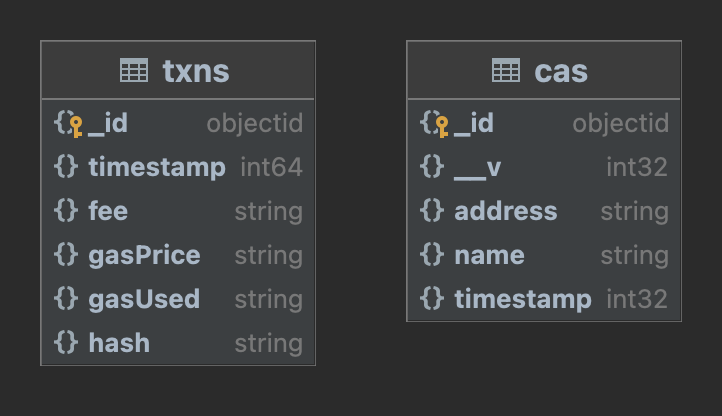 txns
_id objectid
timestamp int64
fee string
gasPrice string
gasUsed string
hash string
cas
_id objectid
__v int32
address string
name string
timestamp int32